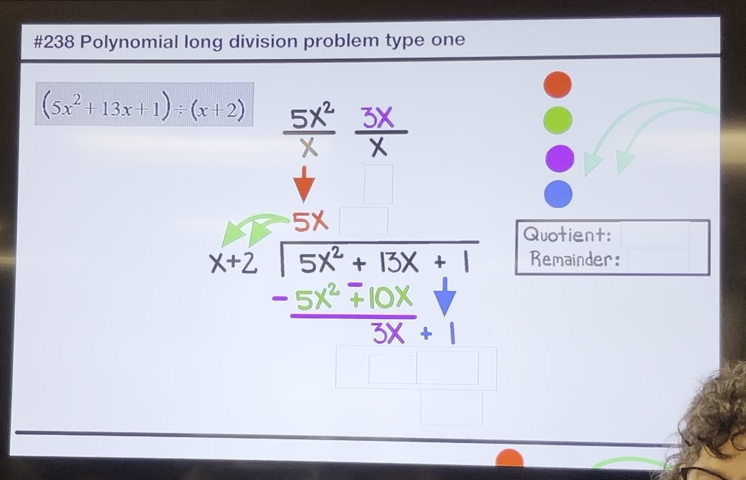 #238 Polynomial long division problem type one
(5x²+13x+1)÷(x+2)
5X² 3X
X X
5X
X+2 5X² + 13X + 1
- 5X² + 10X
3X + 1
Quotient:
Remainder: